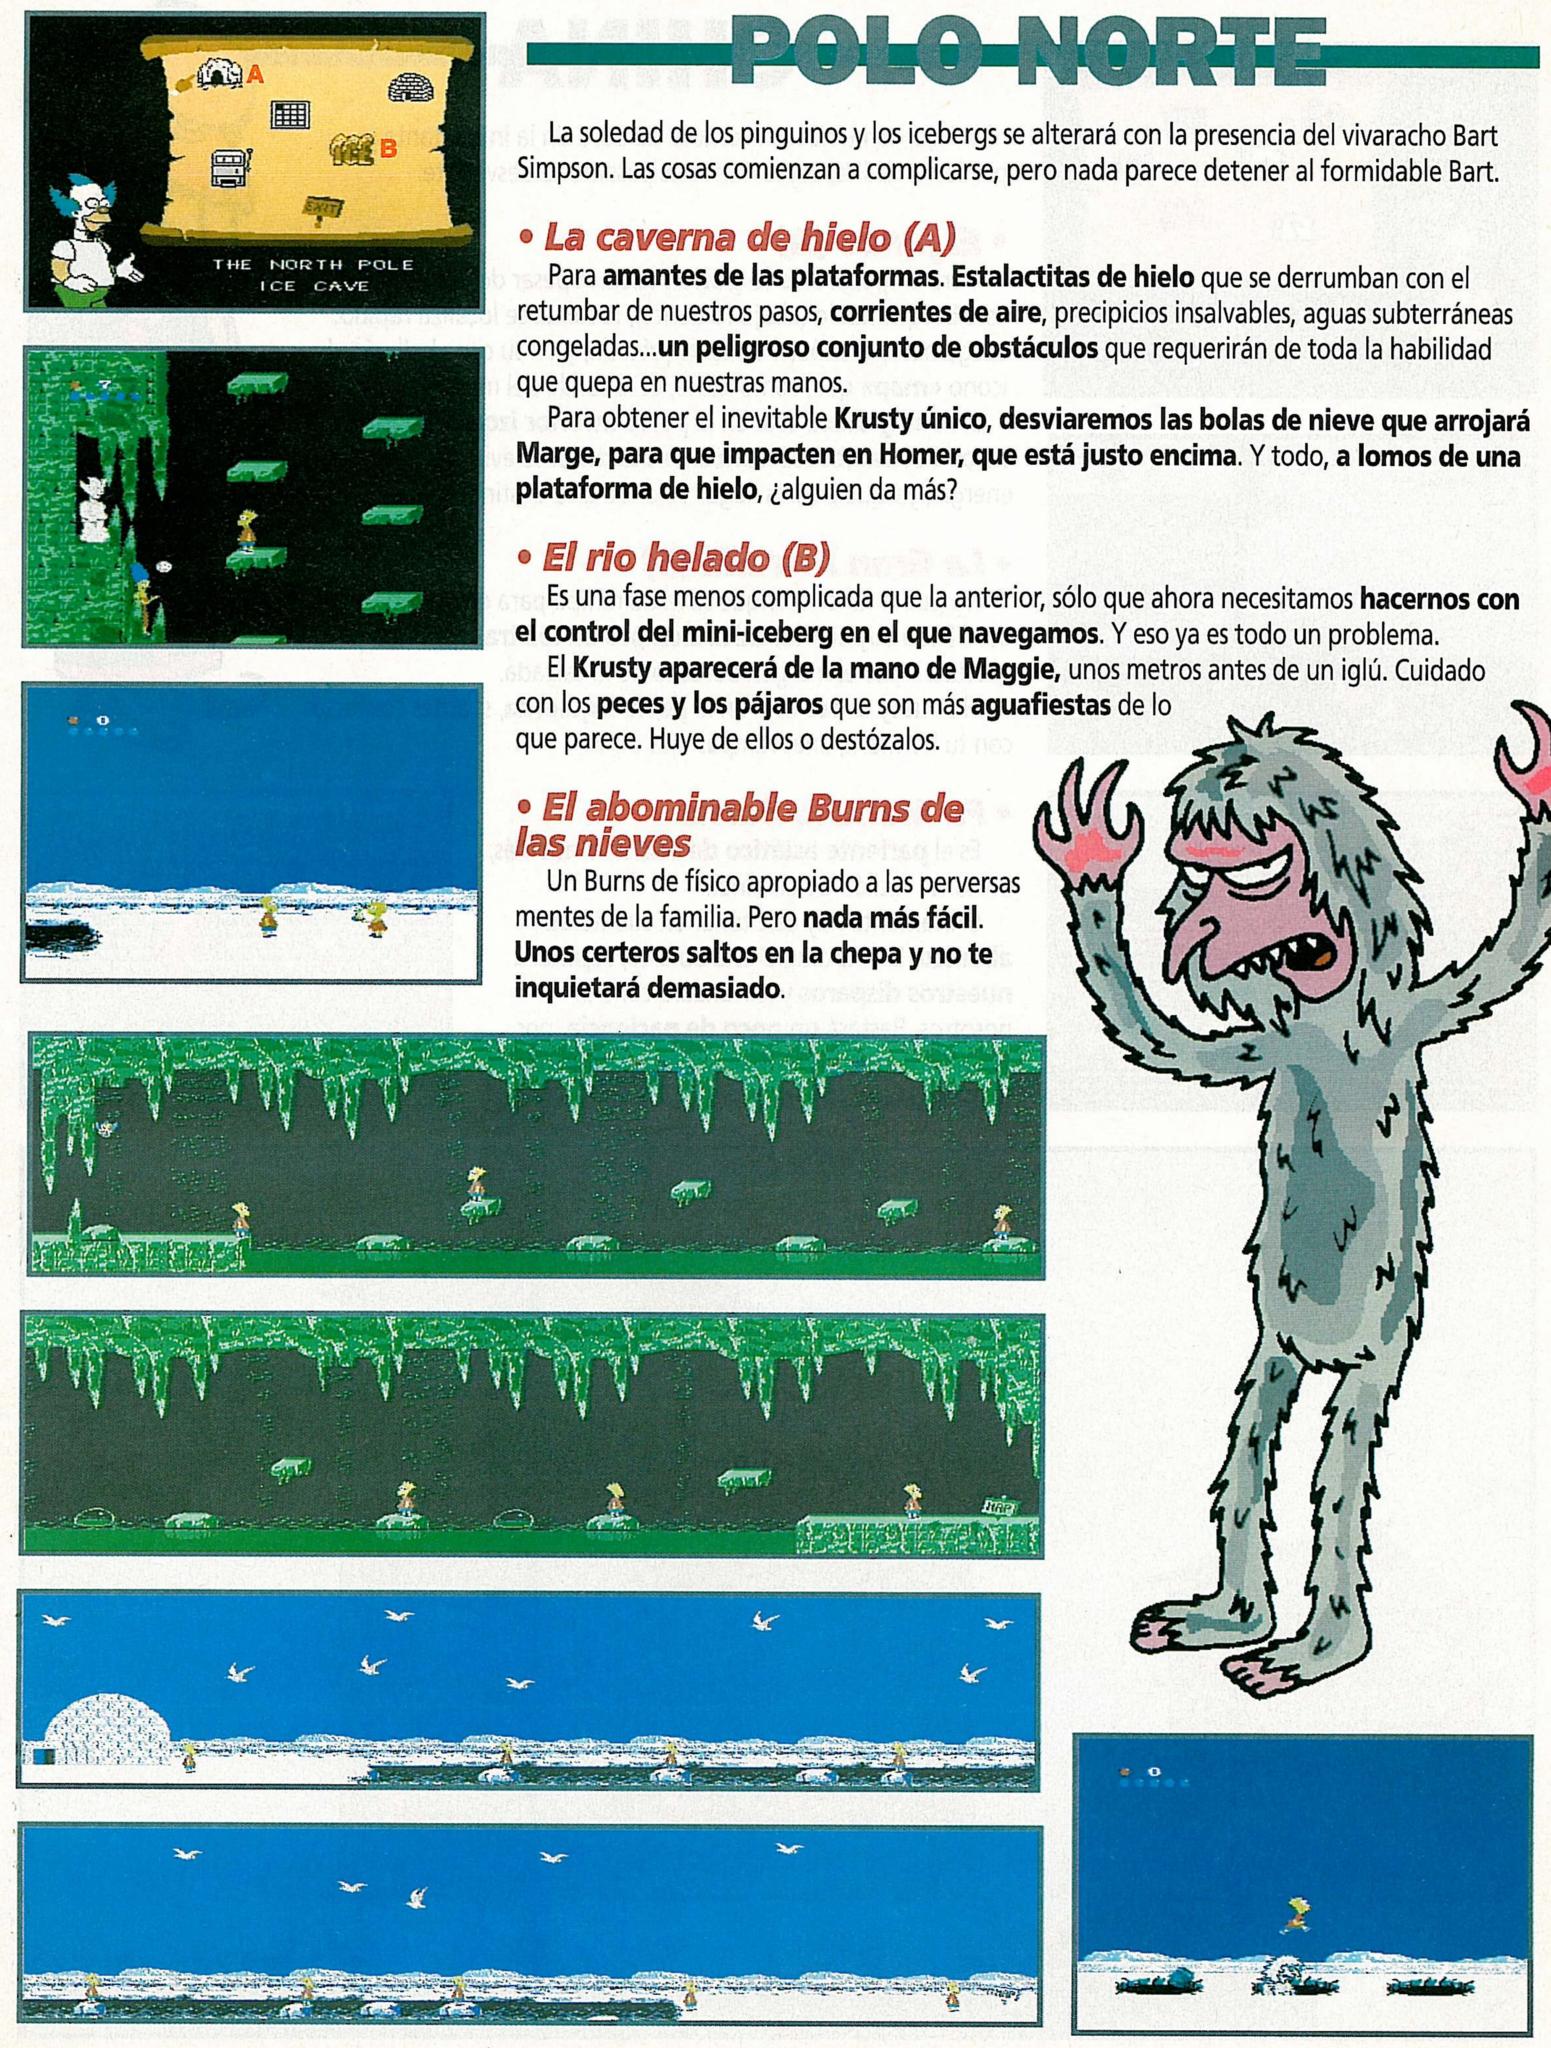 POLO NORTE
A
B
ICE
EXIT
THE NORTH POLE
ICE CAVE
La soledad de los pinguinos y los icebergs se alterará con la presencia del vivaracho Bart
Simpson. Las cosas comienzan a complicarse, pero nada parece detener al formidable Bart.
• La caverna de hielo (A)
Para amantes de las plataformas. Estalactitas de hielo que se derrumban con el
retumbar de nuestros pasos, corrientes de aire, precipicios insalvables, aguas subterráneas
congeladas...un peligroso conjunto de obstáculos que requerirán de toda la habilidad
que quepa en nuestras manos.
Para obtener el inevitable Krusty único, desviaremos las bolas de nieve que arrojará
Marge, para que impacten en Homer, que está justo encima. Y todo, a lomos de una
plataforma de hielo, ¿alguien da más?
• El rio helado (B)
Es una fase menos complicada que la anterior, sólo que ahora necesitamos hacernos con
el control del mini-iceberg en el que navegamos. Y eso ya es todo un problema.
El Krusty aparecerá de la mano de Maggie, unos metros antes de un iglú. Cuidado
con los peces y los pájaros que son más aguafiestas de lo
que parece. Huye de ellos o destózalos.
• El abominable Burns de
las nieves
Un Burns de físico apropiado a las perversas
mentes de la familia. Pero nada más fácil.
Unos certeros saltos en la chepa y no te
inquietará demasiado.
7
0
MAP!
MAP!
0